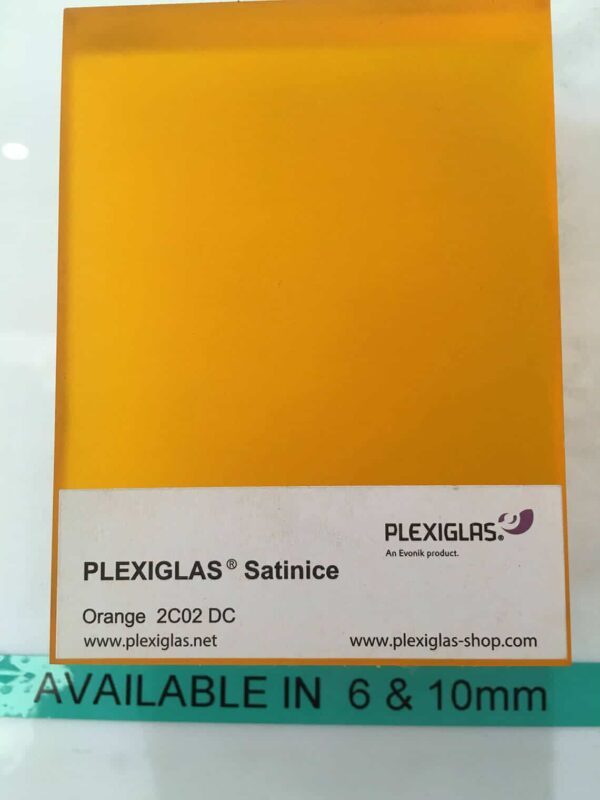 PLEXIGLAS®
An Evonik product.
PLEXIGLAS® Satinice
Orange 2C02 DC
www.plexiglas.net www.plexiglas-shop.com
AVAILABLE IN 6 & 10mm